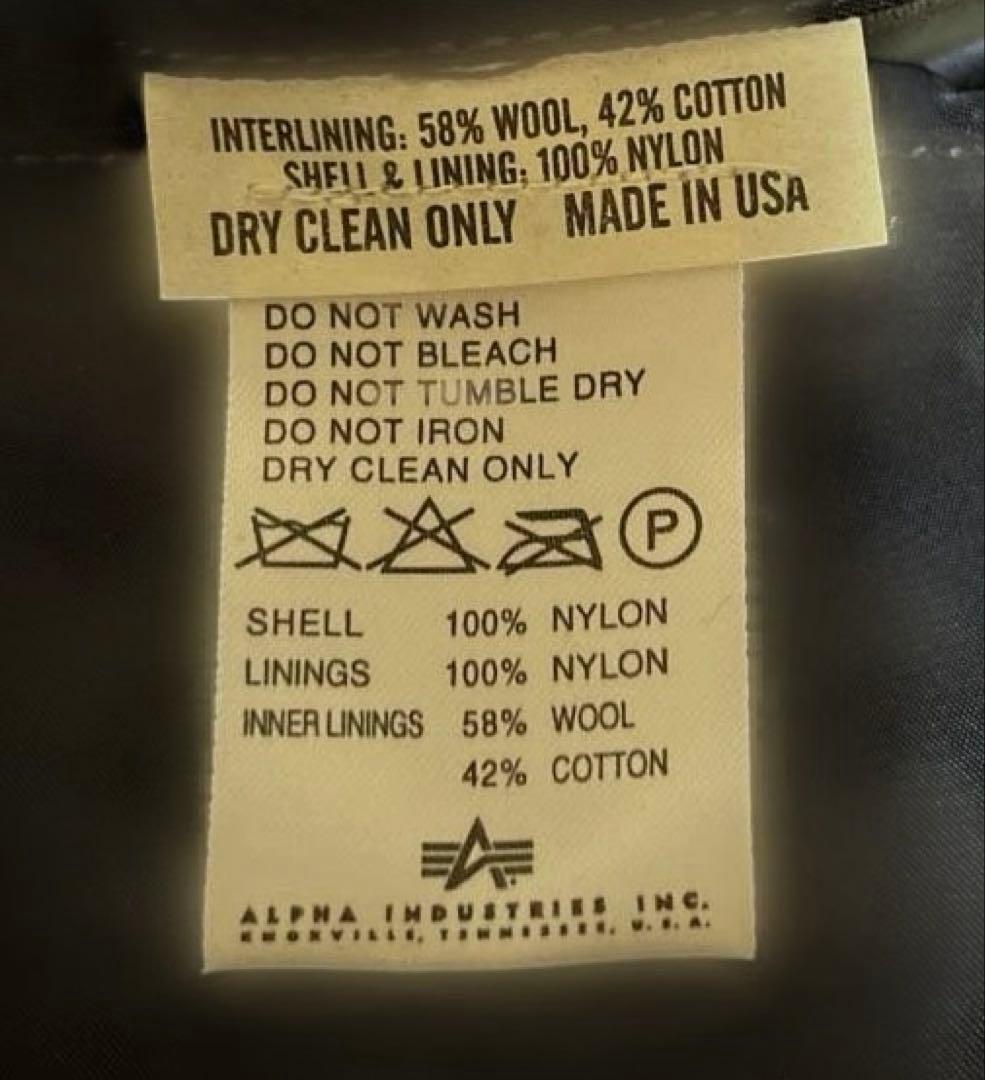 INTERLINING: 58% WOOL, 42% COTTON
SHELL & LINING: 100% NYLON
DRY CLEAN ONLY MADE IN USA
DO NOT WASH
DO NOT BLEACH
DO NOT TUMBLE DRY
DO NOT IRON
DRY CLEAN ONLY
P
SHELL 100% NYLON
LININGS 100% NYLON
INNER LININGS 58% WOOL
42% COTTON
ALPHA INDUSTRIES INC.
KNOXVILLE, TENNESSEE, U.S.A.